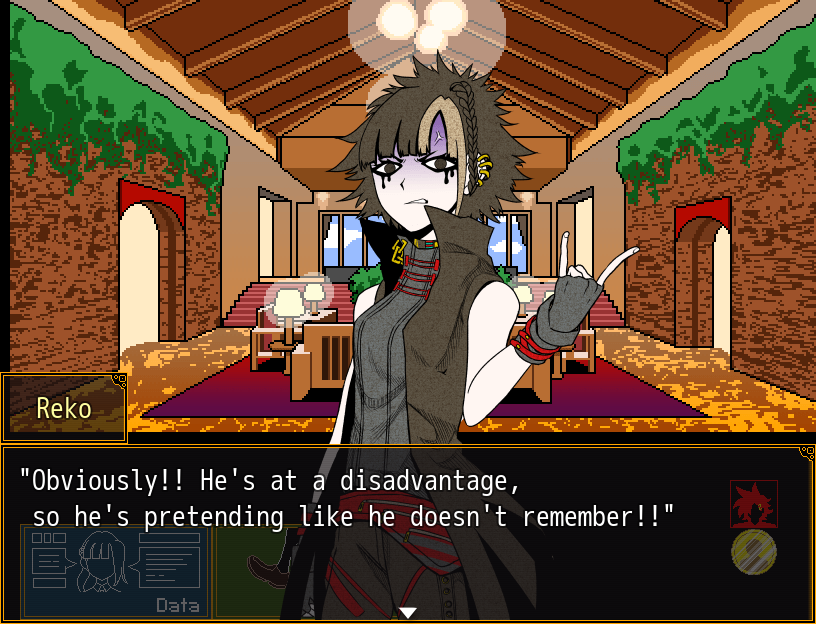 Reko
"Obviously!! He's at a disadvantage,
so he's pretending like he doesn't remember!!"
Data